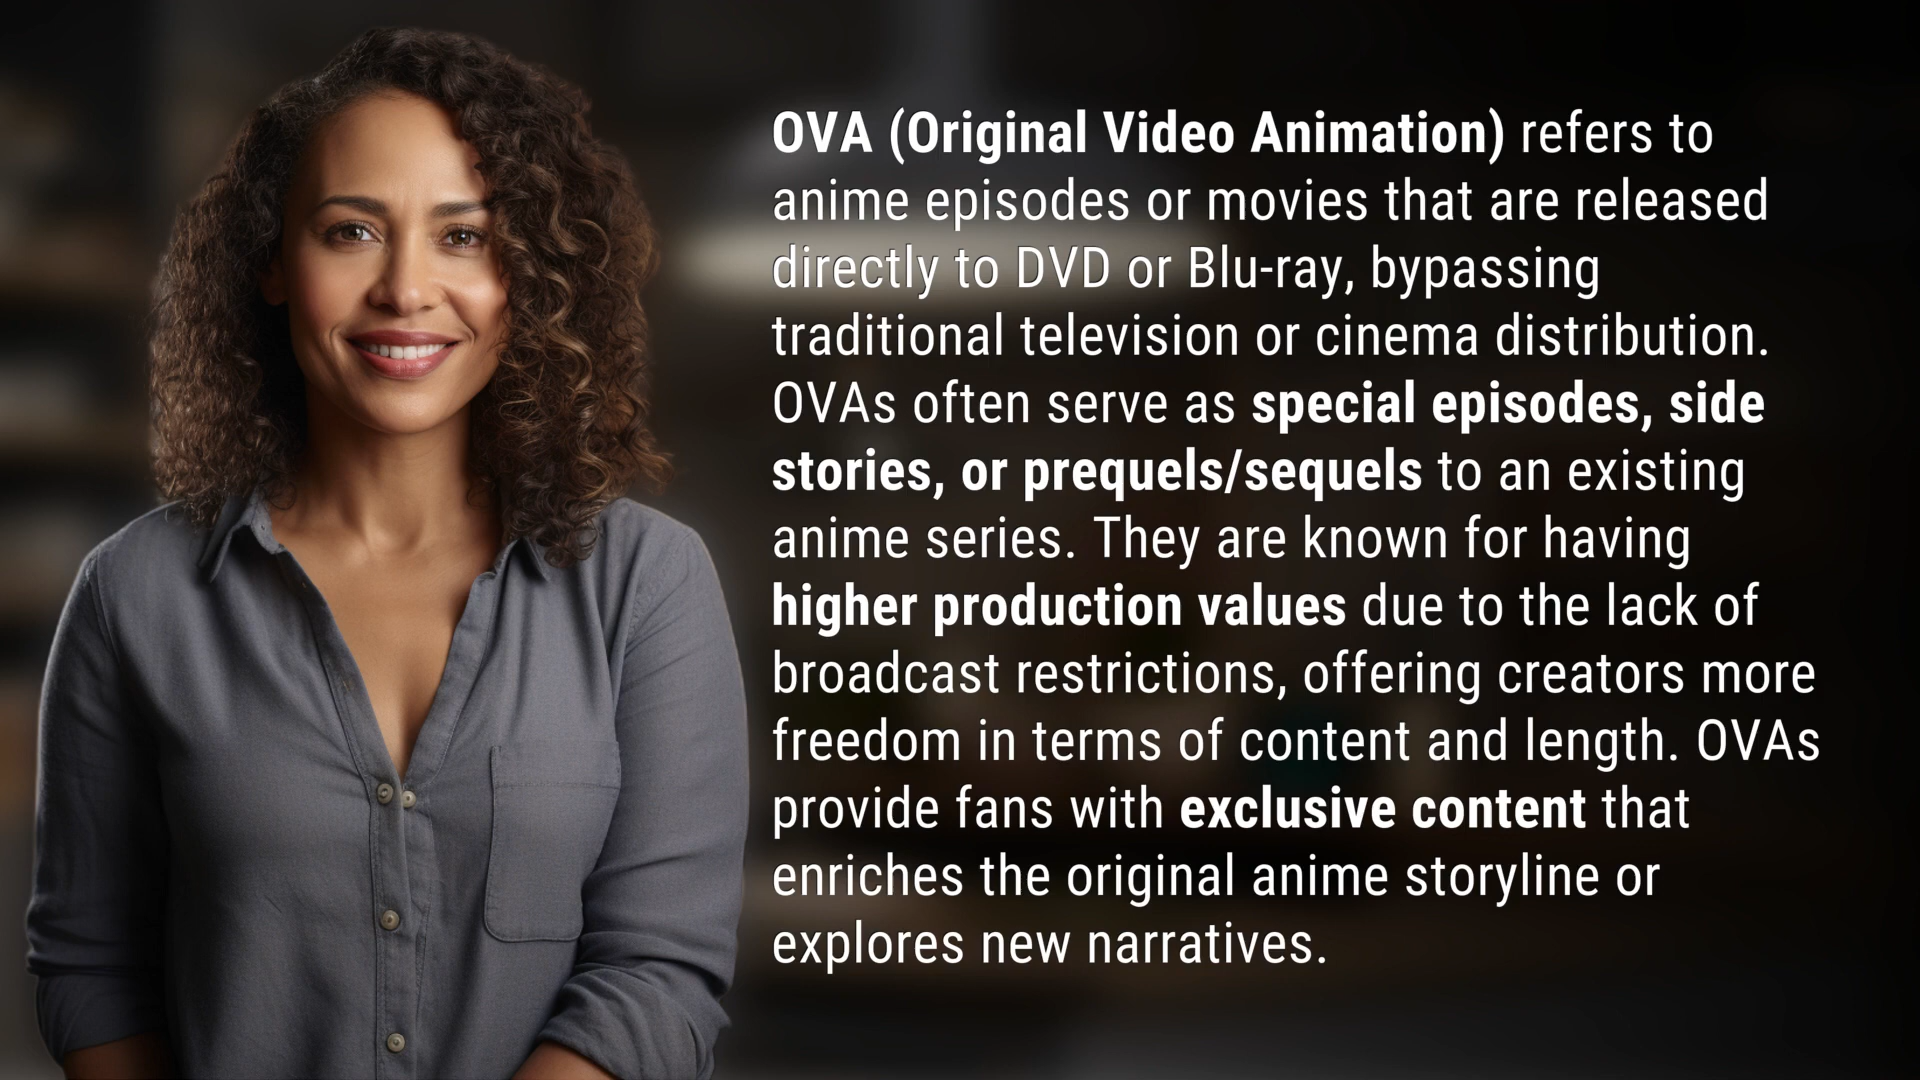 OVA (Original Video Animation) refers to
anime episodes or movies that are released
directly to DVD or Blu-ray, bypassing
traditional television or cinema distribution.
OVAs often serve as special episodes, side
stories, or prequels/sequels to an existing
anime series. They are known for having
higher production values due to the lack of
broadcast restrictions, offering creators more
freedom in terms of content and length. OVAs
provide fans with exclusive content that
enriches the original anime storyline or
explores new narratives.